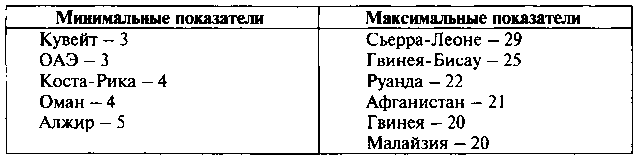 Минимальные показатели Максимальные показатели
Кувейт – 3 Сьерра-Леоне – 29
ОАЭ – 3 Гвинея-Бисау – 25
Коста-Рика – 4 Руанда – 22
Оман – 4 Афганистан – 21
Алжир – 5 Гвинея – 20
Малайзия – 20